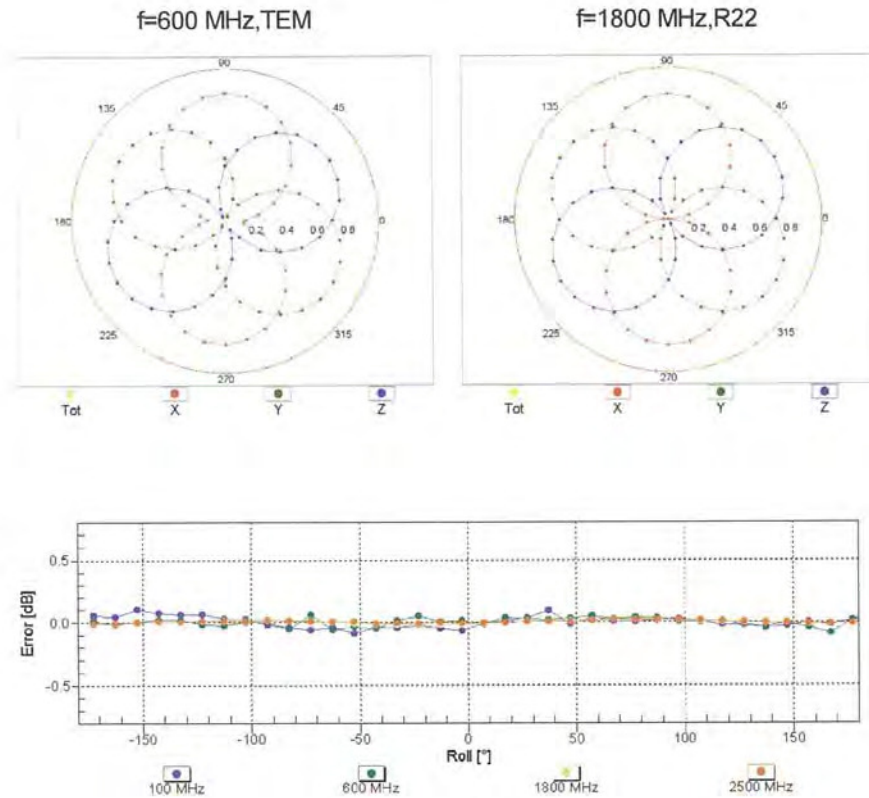 f=600 MHz,TEM
f=1800 MHz,R22
90
135
45
180
0.2 0.4 0.6 0.8
0
225
315
270
Tot X Y Z
90
135
45
180
0.2 0.4 0.6 0.8
0
225
315
270
Tot X Y Z
Error [dB]
0.5
0.0
-0.5
-150 -100 -50 0 50 100 150
Roll [°]
100 MHz 600 MHz 1800 MHz 2500 MHz